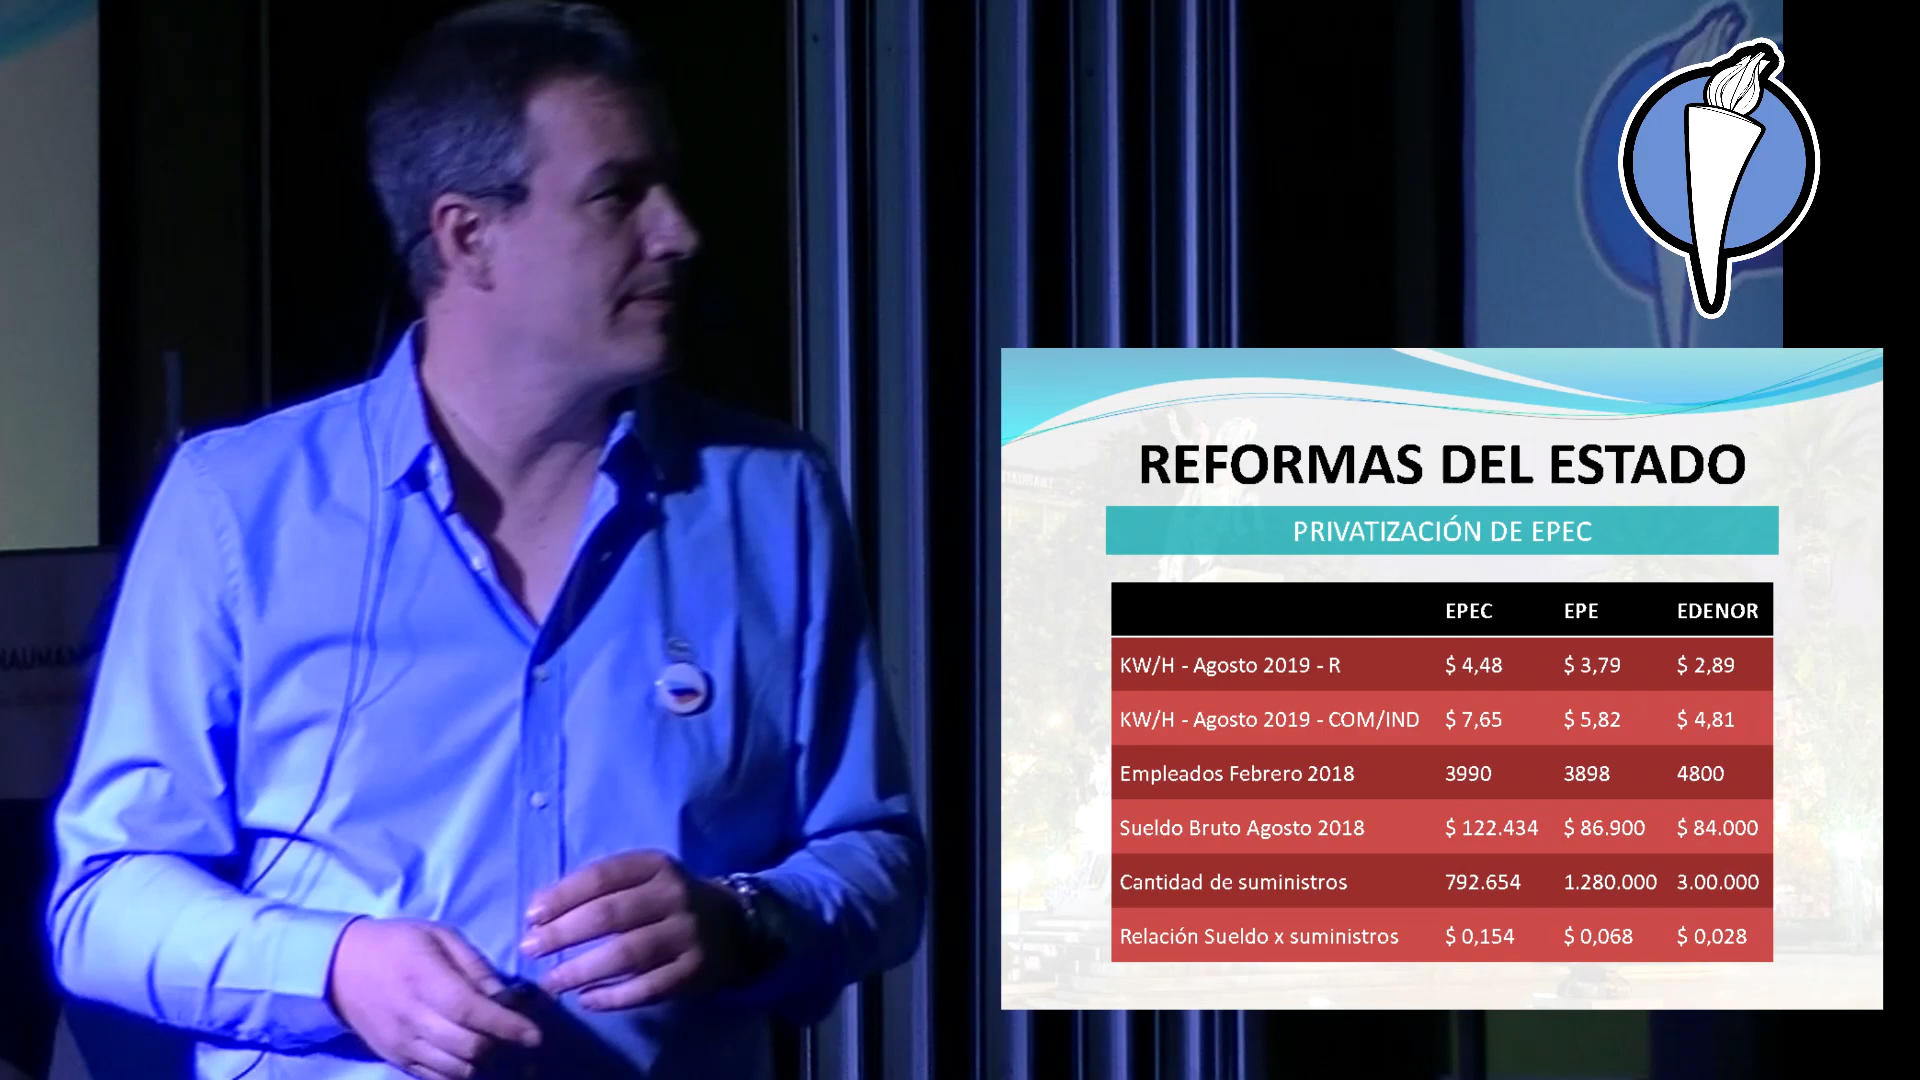 REFORMAS DEL ESTADO
PRIVATIZACIÓN DE EPEC
EPEC EPE EDENOR
KW/H - Agosto 2019 - R $ 4,48 $ 3,79 $ 2,89
KW/H - Agosto 2019 - COM/IND $ 7,65 $ 5,82 $ 4,81
Empleados Febrero 2018 3990 3898 4800
Sueldo Bruto Agosto 2018 $ 122.434 $ 86.900 $ 84.000
Cantidad de suministros 792.654 1.280.000 3.00.000
Relación Sueldo x suministros $ 0,154 $ 0,068 $ 0,028